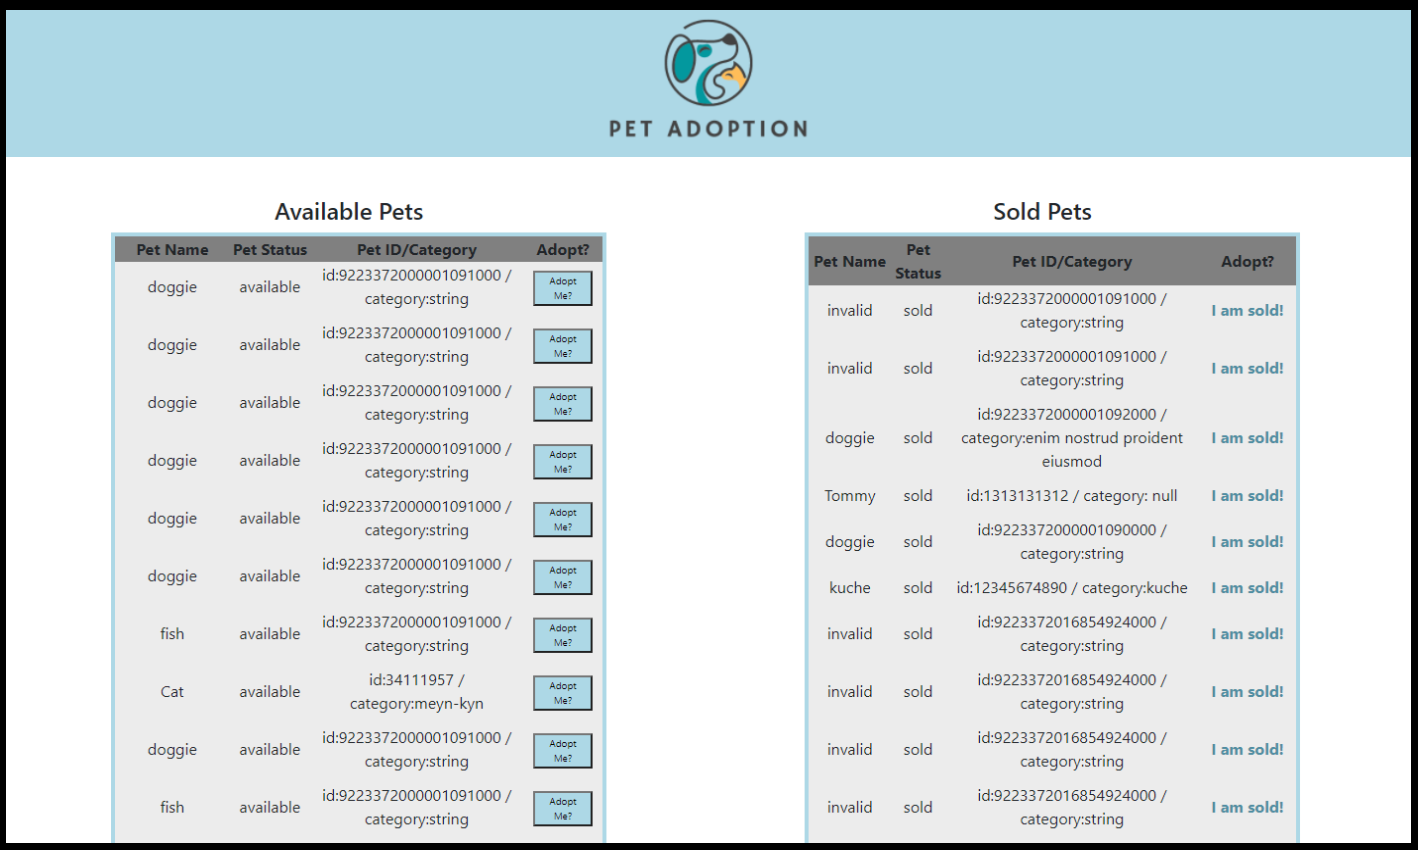 PET ADOPTION
Available Pets
Pet Name Pet Status Pet ID/Category Adopt?
doggie available id:9223372000001091000 / category:string Adopt Me?
doggie available id:9223372000001091000 / category:string Adopt Me?
doggie available id:9223372000001091000 / category:string Adopt Me?
doggie available id:9223372000001091000 / category:string Adopt Me?
doggie available id:9223372000001091000 / category:string Adopt Me?
doggie available id:9223372000001091000 / category:string Adopt Me?
fish available id:9223372000001091000 / category:string Adopt Me?
Cat available id:34111957 / category:meyn-kyn Adopt Me?
doggie available id:9223372000001091000 / category:string Adopt Me?
fish available id:9223372000001091000 / category:string Adopt Me?
Sold Pets
Pet Name Pet Status Pet ID/Category Adopt?
invalid sold id:9223372000001091000 / category:string I am sold!
invalid sold id:9223372000001091000 / category:string I am sold!
doggie sold id:9223372000001092000 / category:enim nostrud proident eiusmod I am sold!
Tommy sold id:1313131312 / category: null I am sold!
doggie sold id:9223372000001090000 / category:string I am sold!
kuche sold id:12345674890 / category:kuche I am sold!
invalid sold id:9223372016854924000 / category:string I am sold!
invalid sold id:9223372016854924000 / category:string I am sold!
invalid sold id:9223372016854924000 / category:string I am sold!
invalid sold id:9223372016854924000 / category:string I am sold!